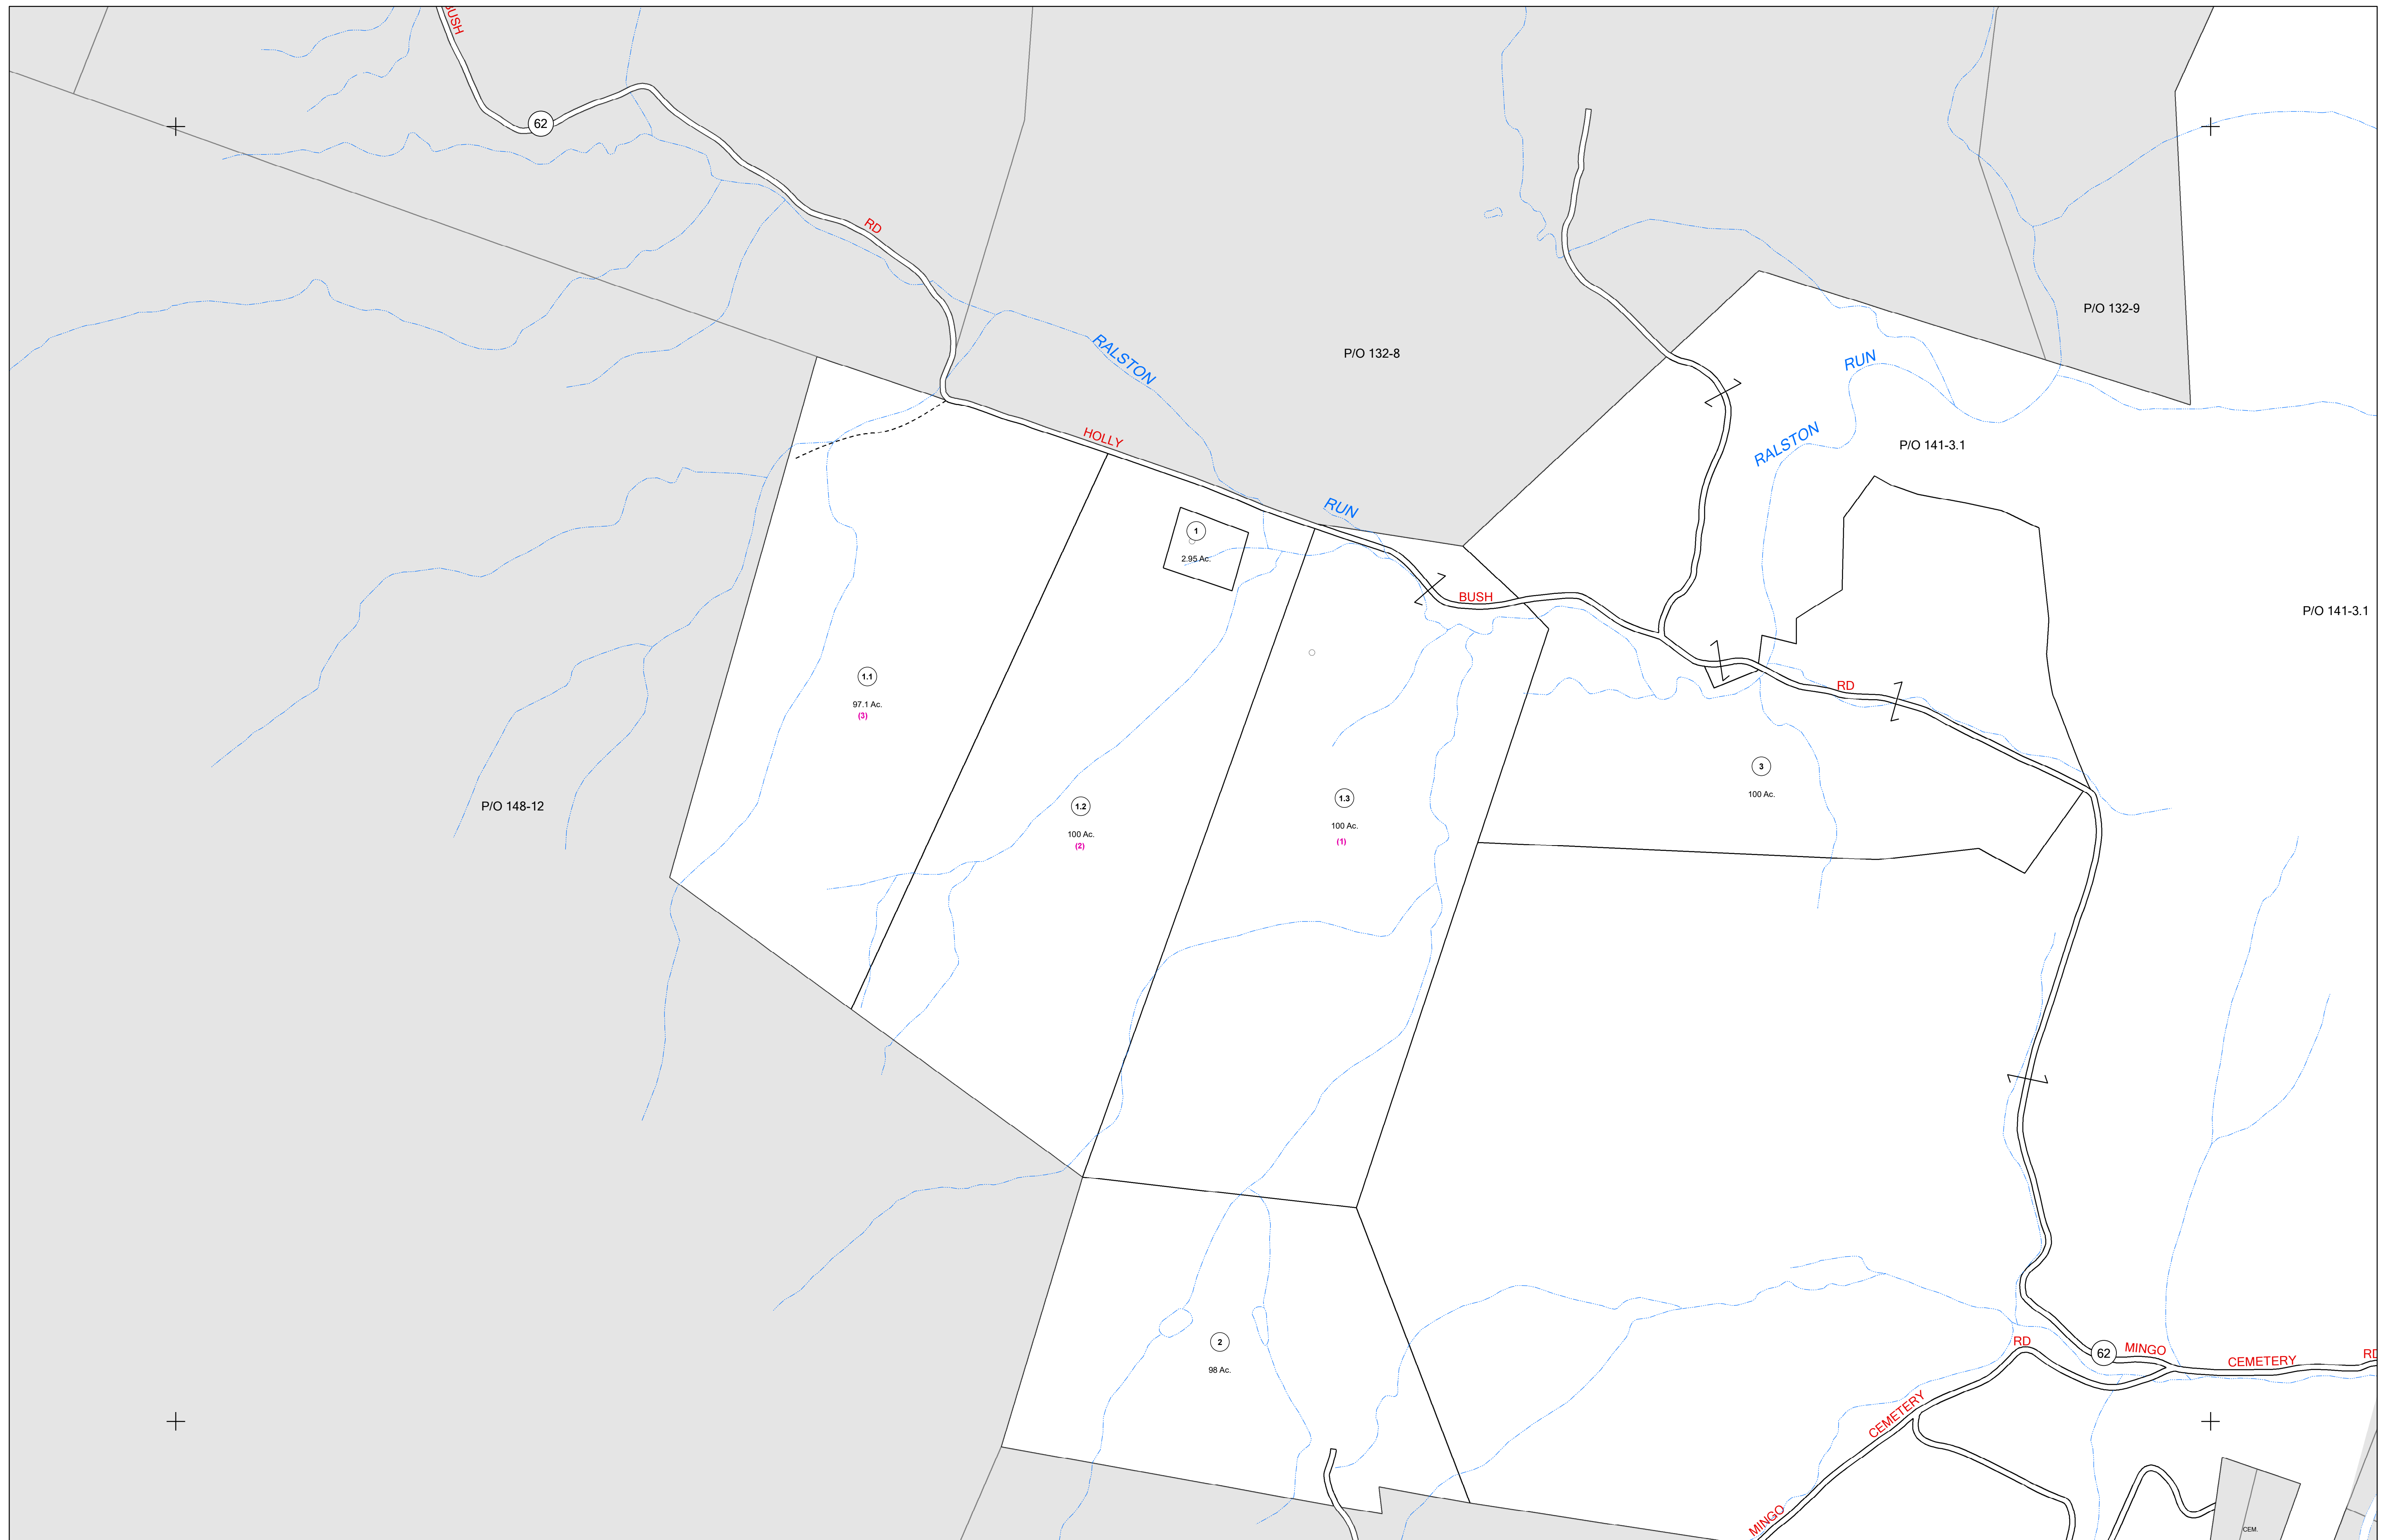 BUSH
62
RD
RALSTON
P/O 132-8
P/O 132-9
RUN
RALSTON
P/O 141-3.1
HOLLY
RUN
1
2.95 Ac.
BUSH
P/O 141-3.1
RD
1.1
97.1 Ac.
(3)
P/O 148-12
1.2
100 Ac.
(2)
1.3
100 Ac.
(1)
3
100 Ac.
2
98 Ac.
RD
62
MINGO
CEMETERY
RD
CEMETERY
MINGO
CEM.